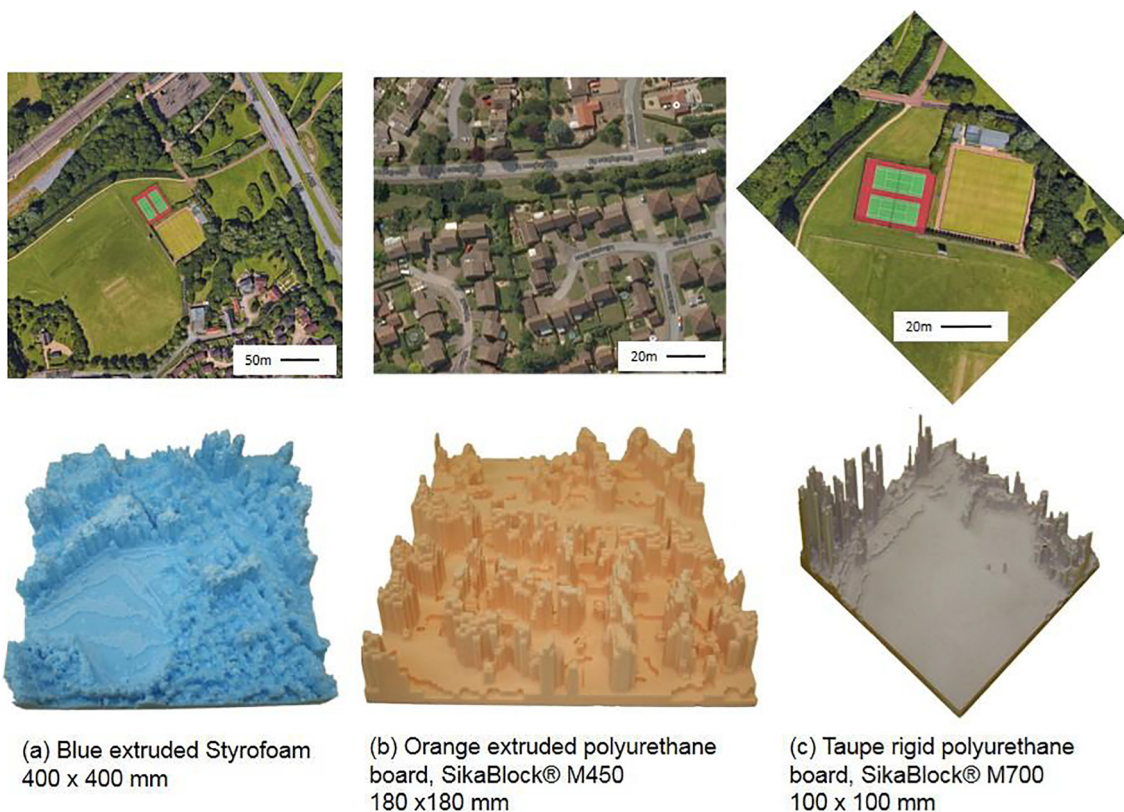 50m
20m
20m
(a) Blue extruded Styrofoam
400 x 400 mm
(b) Orange extruded polyurethane
board, SikaBlock® M450
180 x180 mm
(c) Taupe rigid polyurethane
board, SikaBlock® M700
100 x 100 mm